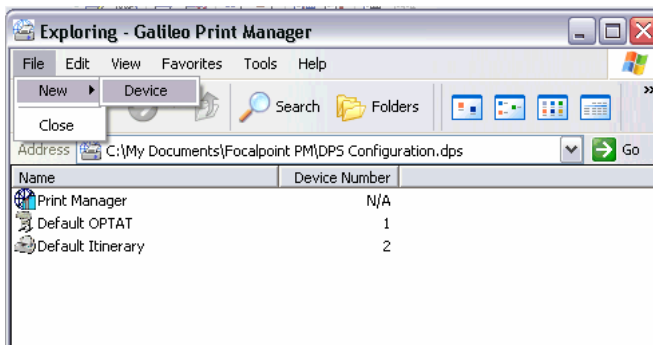 Exploring - Galileo Print Manager
File Edit View Favorites Tools Help
New Device
Search Folders
Close
Address C:\My Documents\Focalpoint PM\DPS Configuration.dps Go
Name Device Number
Print Manager N/A
Default OPTAT 1
Default Itinerary 2